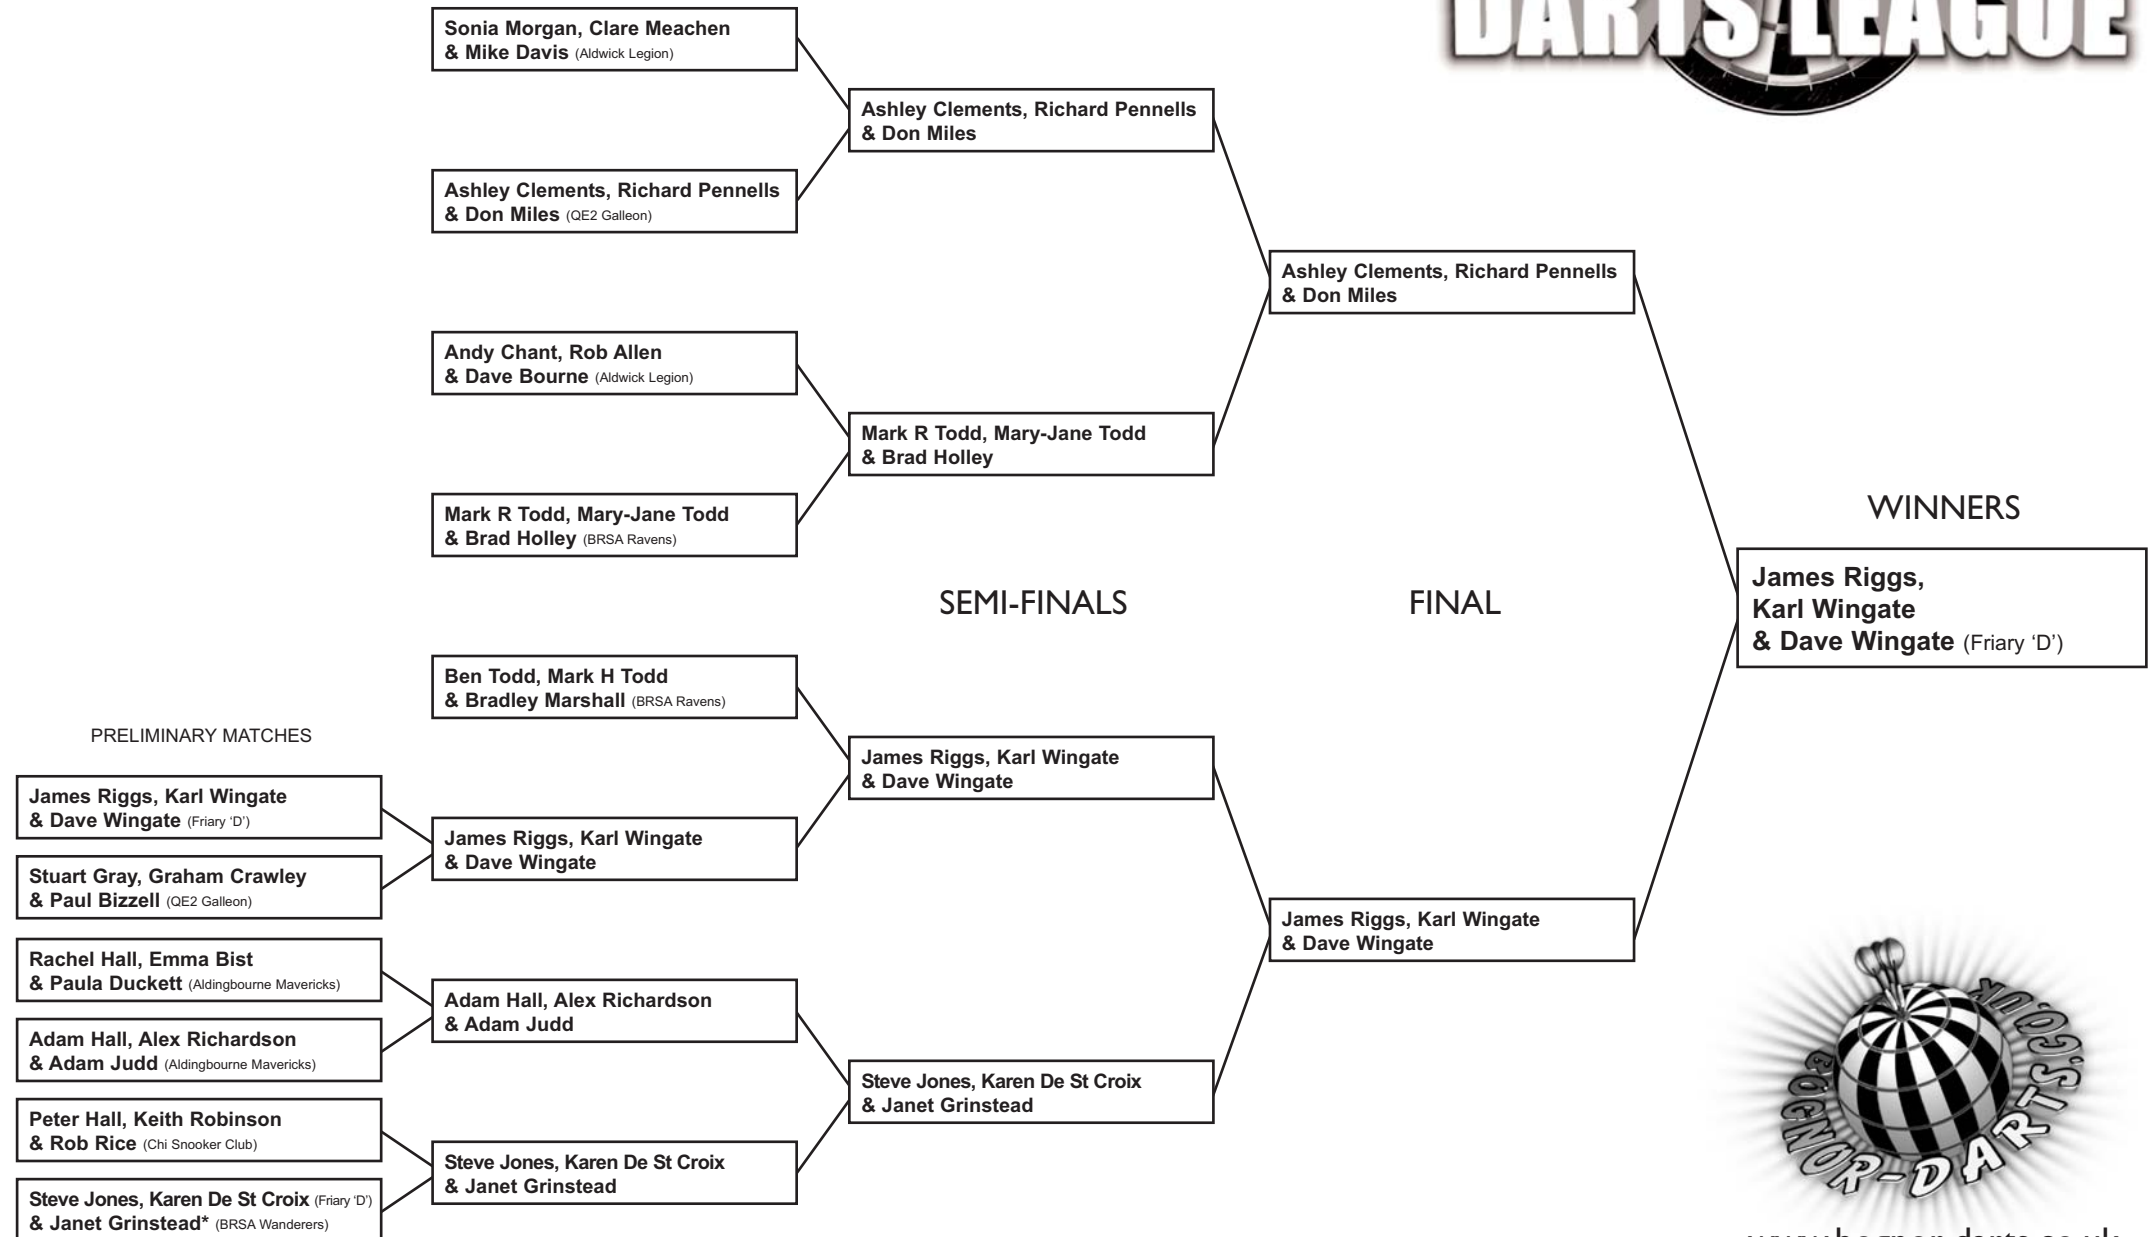 DARTS LEAGUE
Sonia Morgan, Clare Meachen
& Mike Davis (Aldwick Legion)
Ashley Clements, Richard Pennells
& Don Miles
Ashley Clements, Richard Pennells
& Don Miles (QE2 Galleon)
Ashley Clements, Richard Pennells
& Don Miles
Andy Chant, Rob Allen
& Dave Bourne (Aldwick Legion)
Mark R Todd, Mary-Jane Todd
& Brad Holley
Mark R Todd, Mary-Jane Todd
& Brad Holley (BRSA Ravens)
WINNERS
James Riggs,
Karl Wingate
& Dave Wingate (Friary ‘D’)
SEMI-FINALS
FINAL
Ben Todd, Mark H Todd
& Bradley Marshall (BRSA Ravens)
PRELIMINARY MATCHES
James Riggs, Karl Wingate
& Dave Wingate
James Riggs, Karl Wingate
& Dave Wingate (Friary ‘D’)
James Riggs, Karl Wingate
& Dave Wingate
Stuart Gray, Graham Crawley
& Paul Bizzell (QE2 Galleon)
James Riggs, Karl Wingate
& Dave Wingate
Rachel Hall, Emma Bist
& Paula Duckett (Aldingbourne Mavericks)
Adam Hall, Alex Richardson
& Adam Judd
Adam Hall, Alex Richardson
& Adam Judd (Aldingbourne Mavericks)
Steve Jones, Karen De St Croix
& Janet Grinstead
Peter Hall, Keith Robinson
& Rob Rice (Chi Snooker Club)
Steve Jones, Karen De St Croix
& Janet Grinstead
Steve Jones, Karen De St Croix (Friary ‘D’)
& Janet Grinstead* (BRSA Wanderers)
BOGNOR-DARTS.CO.UK
www.bognor-darts.co.uk